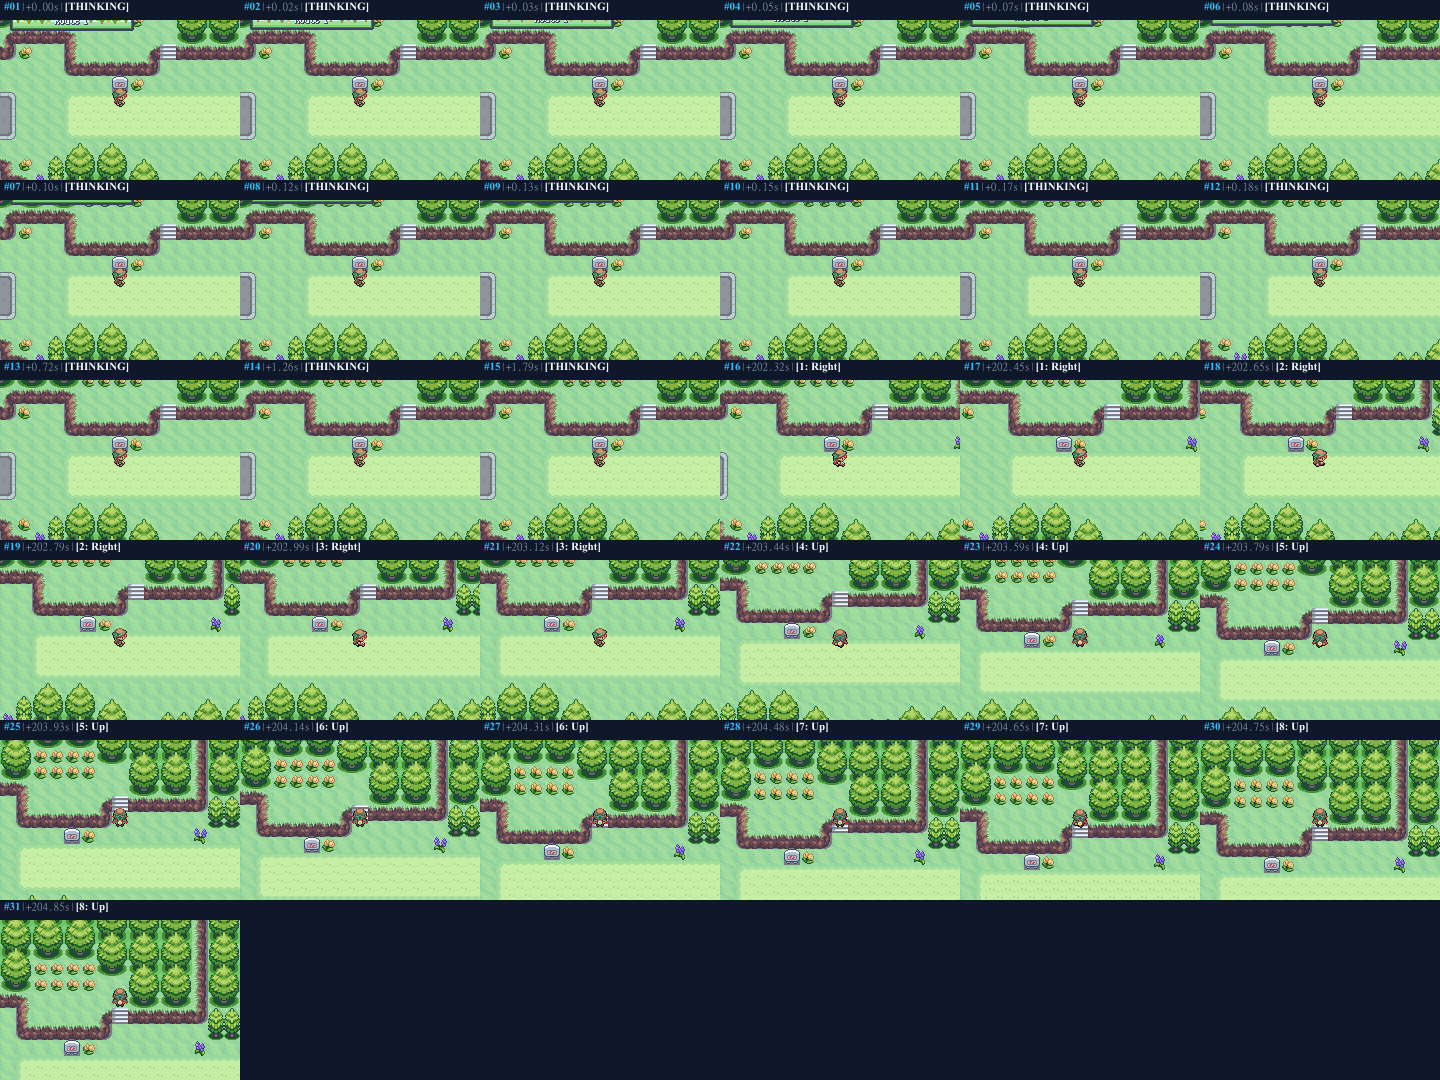 #01 | +0.00s | [THINKING]
#02 | +0.02s | [THINKING]
#03 | +0.03s | [THINKING]
#04 | +0.05s | [THINKING]
#05 | +0.07s | [THINKING]
#06 | +0.08s | [THINKING]
#07 | +0.10s | [THINKING]
#08 | +0.12s | [THINKING]
#09 | +0.13s | [THINKING]
#10 | +0.15s | [THINKING]
#11 | +0.17s | [THINKING]
#12 | +0.18s | [THINKING]
#13 | +0.72s | [THINKING]
#14 | +1.26s | [THINKING]
#15 | +1.79s | [THINKING]
#16 | +202.32s | [1: Right]
#17 | +202.45s | [1: Right]
#18 | +202.65s | [2: Right]
#19 | +202.79s | [2: Right]
#20 | +202.99s | [3: Right]
#21 | +203.12s | [3: Right]
#22 | +203.44s | [4: Up]
#23 | +203.59s | [4: Up]
#24 | +203.79s | [5: Up]
#25 | +203.93s | [5: Up]
#26 | +204.14s | [6: Up]
#27 | +204.31s | [6: Up]
#28 | +204.48s | [7: Up]
#29 | +204.65s | [7: Up]
#30 | +204.75s | [8: Up]
#31 | +204.85s | [8: Up]